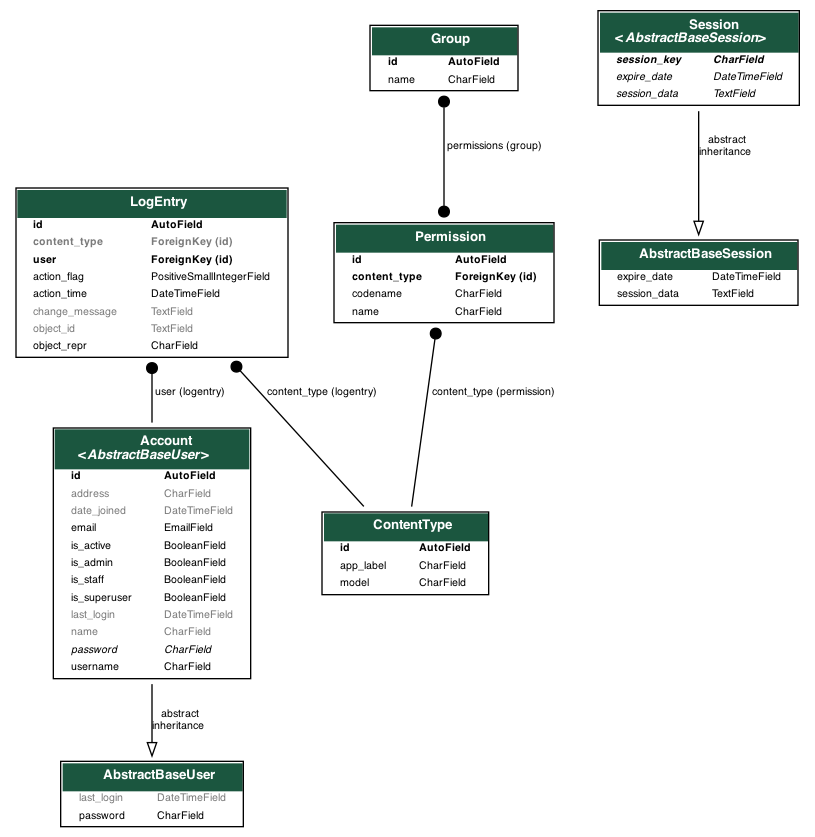 Group
id AutoField
name CharField
permissions (group)
Session
<AbstractBaseSession>
session_key CharField
expire_date DateTimeField
session_data TextField
abstract
inheritance
AbstractBaseSession
expire_date DateTimeField
session_data TextField
LogEntry
id AutoField
content_type ForeignKey (id)
user ForeignKey (id)
action_flag PositiveSmallIntegerField
action_time DateTimeField
change_message TextField
object_id TextField
object_repr CharField
Permission
id AutoField
content_type ForeignKey (id)
codename CharField
name CharField
user (logentry)
content_type (logentry)
content_type (permission)
Account
<AbstractBaseUser>
id AutoField
address CharField
date_joined DateTimeField
email EmailField
is_active BooleanField
is_admin BooleanField
is_staff BooleanField
is_superuser BooleanField
last_login DateTimeField
name CharField
password CharField
username CharField
ContentType
id AutoField
app_label CharField
model CharField
abstract
inheritance
AbstractBaseUser
last_login DateTimeField
password CharField